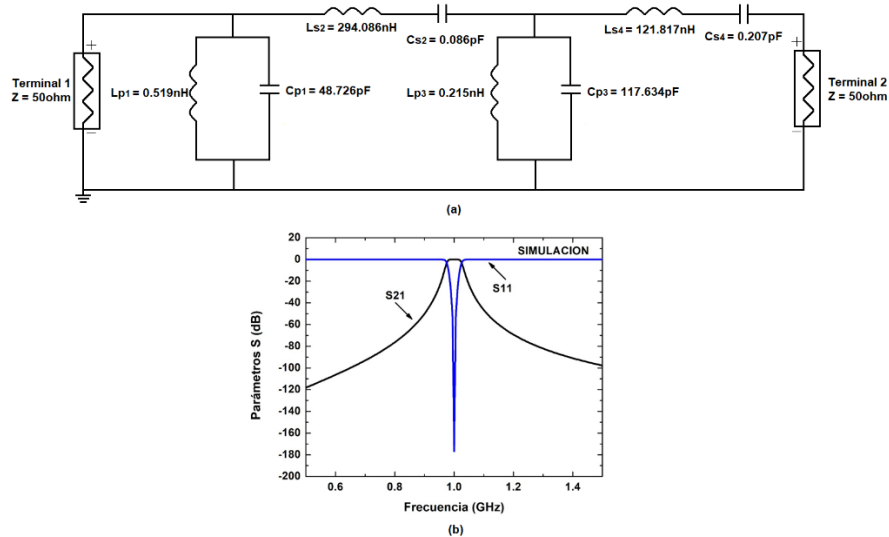 Ls2 = 294.086nH
Cs2 = 0.086pF
Ls4 = 121.817nH
Cs4 = 0.207pF
Terminal 1
Z = 50ohm
Lp1 = 0.519nH
Cp1 = 48.726pF
Lp3 = 0.215nH
Cp3 = 117.634pF
Terminal 2
Z = 50ohm
+
−
+
−
(a)
SIMULACION
S21
S11
20
0
-20
-40
-60
-80
-100
-120
-140
-160
-180
-200
Parámetros S (dB)
0.6
0.8
1.0
1.2
1.4
Frecuencia (GHz)
(b)